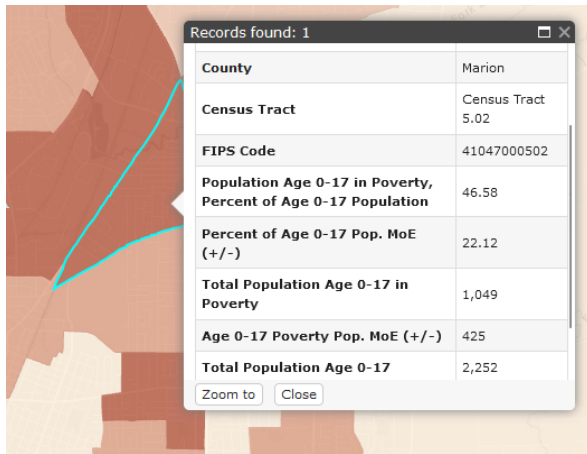 Records found: 1
County
Marion
Census Tract
Census Tract
5.02
FIPS Code
41047000502
Population Age 0-17 in Poverty,
Percent of Age 0-17 Population
46.58
Percent of Age 0-17 Pop. MoE
(+/-)
22.12
Total Population Age 0-17 in
Poverty
1,049
Age 0-17 Poverty Pop. MoE (+/-)
425
Total Population Age 0-17
2,252
Zoom to
Close